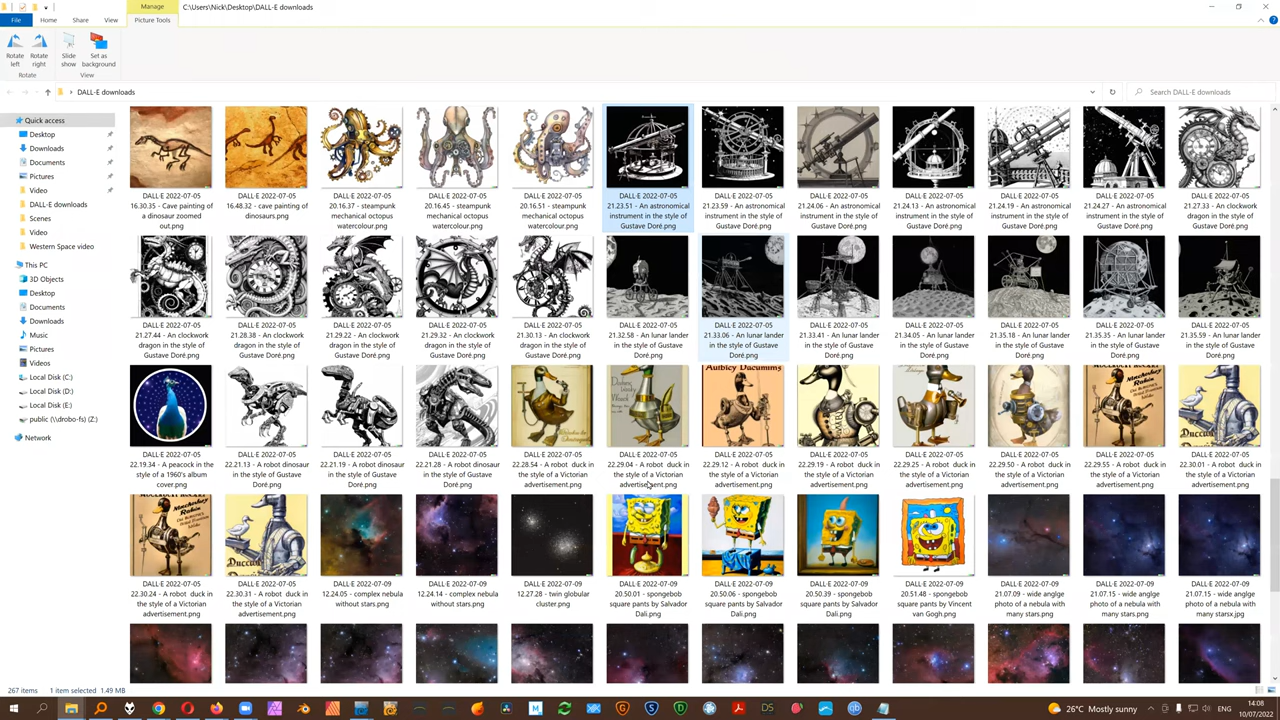 Manage
C:\Users\Nick\Desktop\DALL-E downloads
File
Home
Share
View
Picture Tools
Rotate left
Rotate right
Slide show
Set as background
Rotate
View
DALL-E downloads
Search DALL-E downloads
Quick access
Desktop
Downloads
Documents
Pictures
Video
DALL-E downloads
Scenes
Video
Western Space video
This PC
3D Objects
Desktop
Documents
Downloads
Music
Pictures
Videos
Local Disk (C:)
Local Disk (D:)
Local Disk (E:)
public (\\drobo-fs) (Z:)
Network
DALL·E 2022-07-05
16.30.35 - cave painting of
a dinosaur zoomed
out.png
DALL·E 2022-07-05
16.48.32 - cave painting of
dinosaurs.png
DALL·E 2022-07-05
20.16.37 - steampunk
mechanical octopus
watercolour.png
DALL·E 2022-07-05
20.16.45 - steampunk
mechanical octopus
watercolour.png
DALL·E 2022-07-05
20.16.51 - steampunk
mechanical octopus
watercolour.png
DALL·E 2022-07-05
21.23.51 - An astronomical
instrument in the style of
Gustave Doré.png
DALL·E 2022-07-05
21.23.59 - An astronomical
instrument in the style of
Gustave Doré.png
DALL·E 2022-07-05
21.24.06 - An astronomical
instrument in the style of
Gustave Doré.png
DALL·E 2022-07-05
21.24.13 - An astronomical
instrument in the style of
Gustave Doré.png
DALL·E 2022-07-05
21.24.19 - An astronomical
instrument in the style of
Gustave Doré.png
DALL·E 2022-07-05
21.24.27 - An astronomical
instrument in the style of
Gustave Doré.png
DALL·E 2022-07-05
21.27.33 - An clockwork
dragon in the style of
Gustave Doré.png
DALL·E 2022-07-05
21.27.44 - An clockwork
dragon in the style of
Gustave Doré.png
DALL·E 2022-07-05
21.28.38 - An clockwork
dragon in the style of
Gustave Doré.png
DALL·E 2022-07-05
21.29.22 - An clockwork
dragon in the style of
Gustave Doré.png
DALL·E 2022-07-05
21.29.42 - An clockwork
dragon in the style of
Gustave Doré.png
DALL·E 2022-07-05
21.30.13 - An clockwork
dragon in the style of
Gustave Doré.png
DALL·E 2022-07-05
21.32.58 - An lunar lander
in the style of Gustave
Doré.png
DALL·E 2022-07-05
21.33.06 - An lunar lander
in the style of Gustave
Doré.png
DALL·E 2022-07-05
21.33.41 - An lunar lander
in the style of Gustave
Doré.png
DALL·E 2022-07-05
21.34.05 - An lunar lander
in the style of Gustave
Doré.png
DALL·E 2022-07-05
21.35.18 - An lunar lander
in the style of Gustave
Doré.png
DALL·E 2022-07-05
21.35.35 - An lunar lander
in the style of Gustave
Doré.png
DALL·E 2022-07-05
21.35.59 - An lunar lander
in the style of Gustave
Doré.png
DALL·E 2022-07-05
22.19.34 - A peacock in the
style of a 1960's album
cover.png
DALL·E 2022-07-05
22.21.13 - A robot dinosaur
in the style of Gustave
Doré.png
DALL·E 2022-07-05
22.21.19 - A robot dinosaur
in the style of Gustave
Doré.png
DALL·E 2022-07-05
22.21.28 - A robot dinosaur
in the style of Gustave
Doré.png
DALL·E 2022-07-05
22.28.54 - A robot duck in
the style of a Victorian
advertisement.png
DALL·E 2022-07-05
22.29.04 - A robot duck in
the style of a Victorian
advertisement.png
DALL·E 2022-07-05
22.29.12 - A robot duck in
the style of a Victorian
advertisement.png
DALL·E 2022-07-05
22.29.19 - A robot duck in
the style of a Victorian
advertisement.png
DALL·E 2022-07-05
22.29.25 - A robot duck in
the style of a Victorian
advertisement.png
DALL·E 2022-07-05
22.29.50 - A robot duck in
the style of a Victorian
advertisement.png
DALL·E 2022-07-05
22.29.55 - A robot duck in
the style of a Victorian
advertisement.png
DALL·E 2022-07-05
22.30.01 - A robot duck in
the style of a Victorian
advertisement.png
DALL·E 2022-07-05
22.30.24 - A robot duck in
the style of a Victorian
advertisement.png
DALL·E 2022-07-05
22.30.31 - A robot duck in
the style of a Victorian
advertisement.png
DALL·E 2022-07-09
12.24.05 - complex nebula
without stars.png
DALL·E 2022-07-09
12.24.14 - complex nebula
without stars.png
DALL·E 2022-07-09
12.27.28 - twin globular
cluster.png
DALL·E 2022-07-09
20.50.01 - spongebob
square pants by Salvador
Dali.png
DALL·E 2022-07-09
20.50.06 - spongebob
square pants by Salvador
Dali.png
DALL·E 2022-07-09
20.50.39 - spongebob
square pants by Salvador
Dali.png
DALL·E 2022-07-09
20.51.48 - spongebob
square pants by Vincent
van Gogh.png
DALL·E 2022-07-09
21.07.09 - wide anglge
photo of a nebula with
many stars.png
DALL·E 2022-07-09
21.07.15 - wide anglge
photo of a nebula with
many stars.png
DALL·E 2022-07-09
21.07.15 - wide anglge
photo of a nebula with
many starsx.jpg
267 items
1 item selected 1.49 MB
26°C Mostly sunny
ENG
14:08
10/07/2022